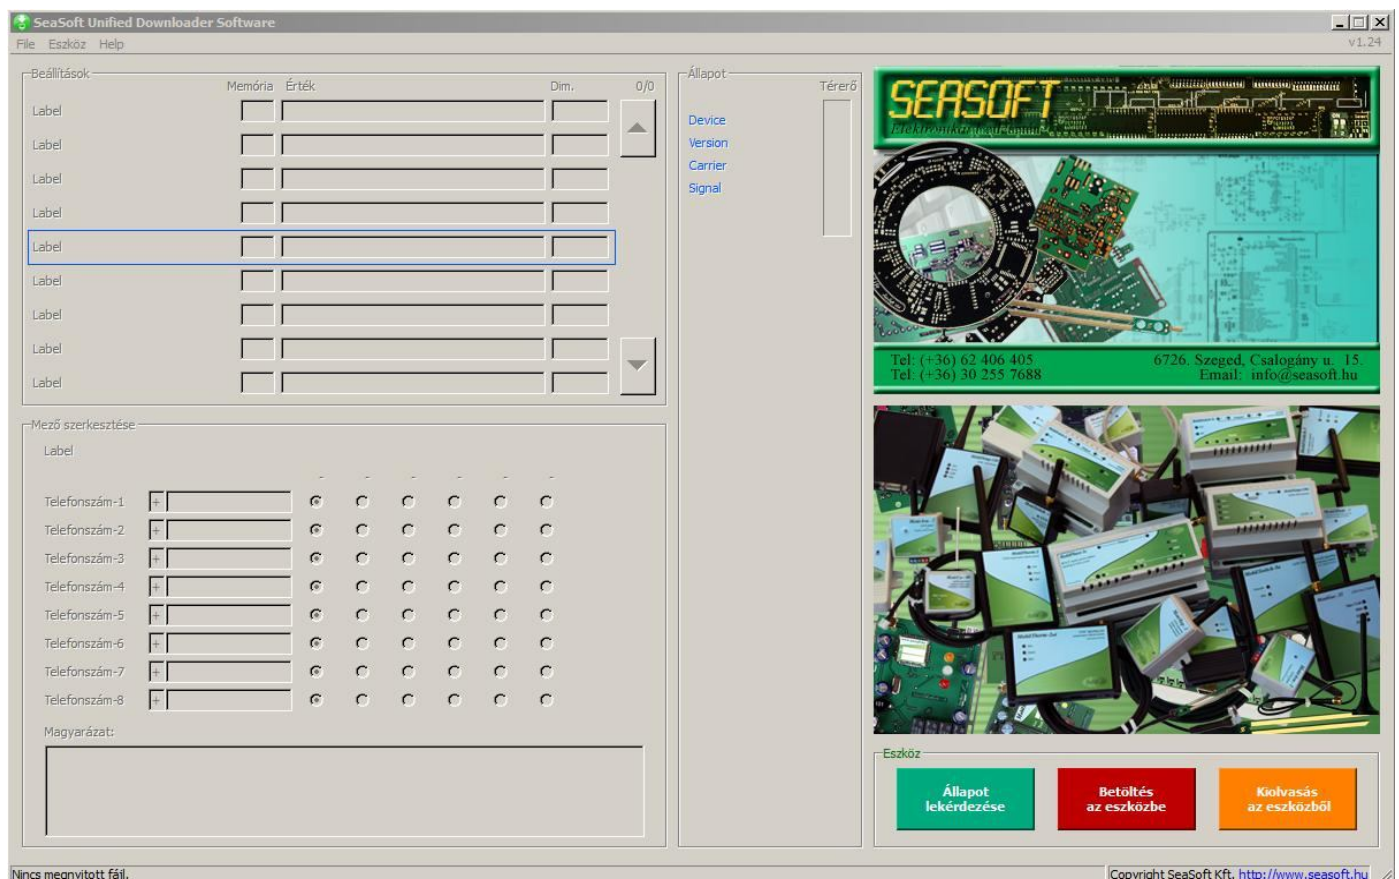 SeaSoft Unified Downloader Software
File Eszköz Help
v1.24
Beállítások
Memória Érték Dim. 0/0
Label
Label
Label
Label
Label
Label
Label
Label
Label
Mező szerkesztése
Label
- - - - - -
Telefonszám-1 +
Telefonszám-2 +
Telefonszám-3 +
Telefonszám-4 +
Telefonszám-5 +
Telefonszám-6 +
Telefonszám-7 +
Telefonszám-8 +
Magyarázat:
Állapot
Térerő
Device
Version
Carrier
Signal
SEASOFT
Tel: (+36) 62 406 405
Tel: (+36) 30 255 7688
6726. Szeged, Csalogány u. 15.
Email: info@seasoft.hu
Eszköz
Állapot
lekérdezése
Betöltés
az eszközbe
Kiolvasás
az eszközből
Nincs megnyitott fájl.
Copyright SeaSoft Kft. http://www.seasoft.hu